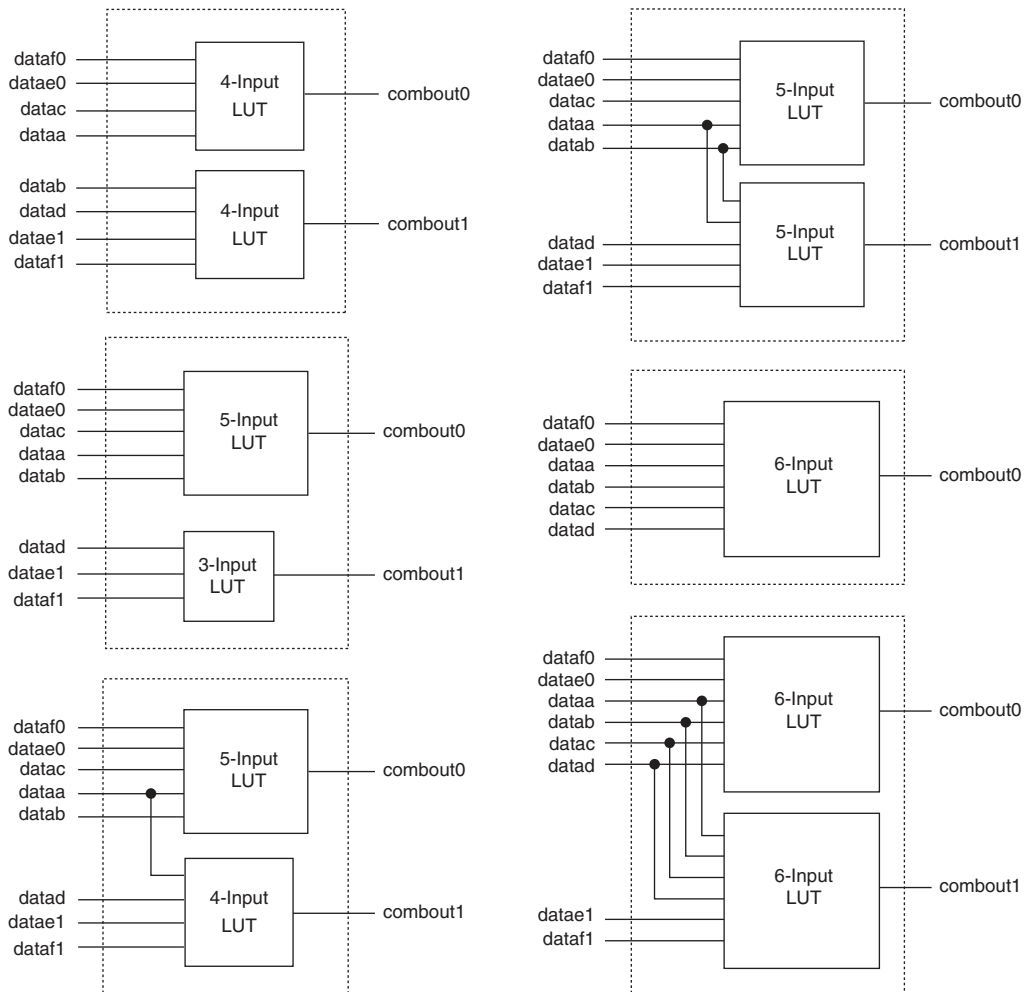 dataf0
datae0
datac
dataa
4-Input
LUT
combout0
datab
datad
datae1
dataf1
4-Input
LUT
combout1
dataf0
datae0
datac
dataa
datab
5-Input
LUT
combout0
datad
datae1
dataf1
3-Input
LUT
combout1
dataf0
datae0
datac
dataa
datab
5-Input
LUT
combout0
datad
datae1
dataf1
4-Input
LUT
combout1
dataf0
datae0
datac
dataa
datab
5-Input
LUT
combout0
datad
datae1
dataf1
5-Input
LUT
combout1
dataf0
datae0
dataa
datab
datac
datad
6-Input
LUT
combout0
dataf0
datae0
dataa
datab
datac
datad
6-Input
LUT
combout0
datae1
dataf1
6-Input
LUT
combout1